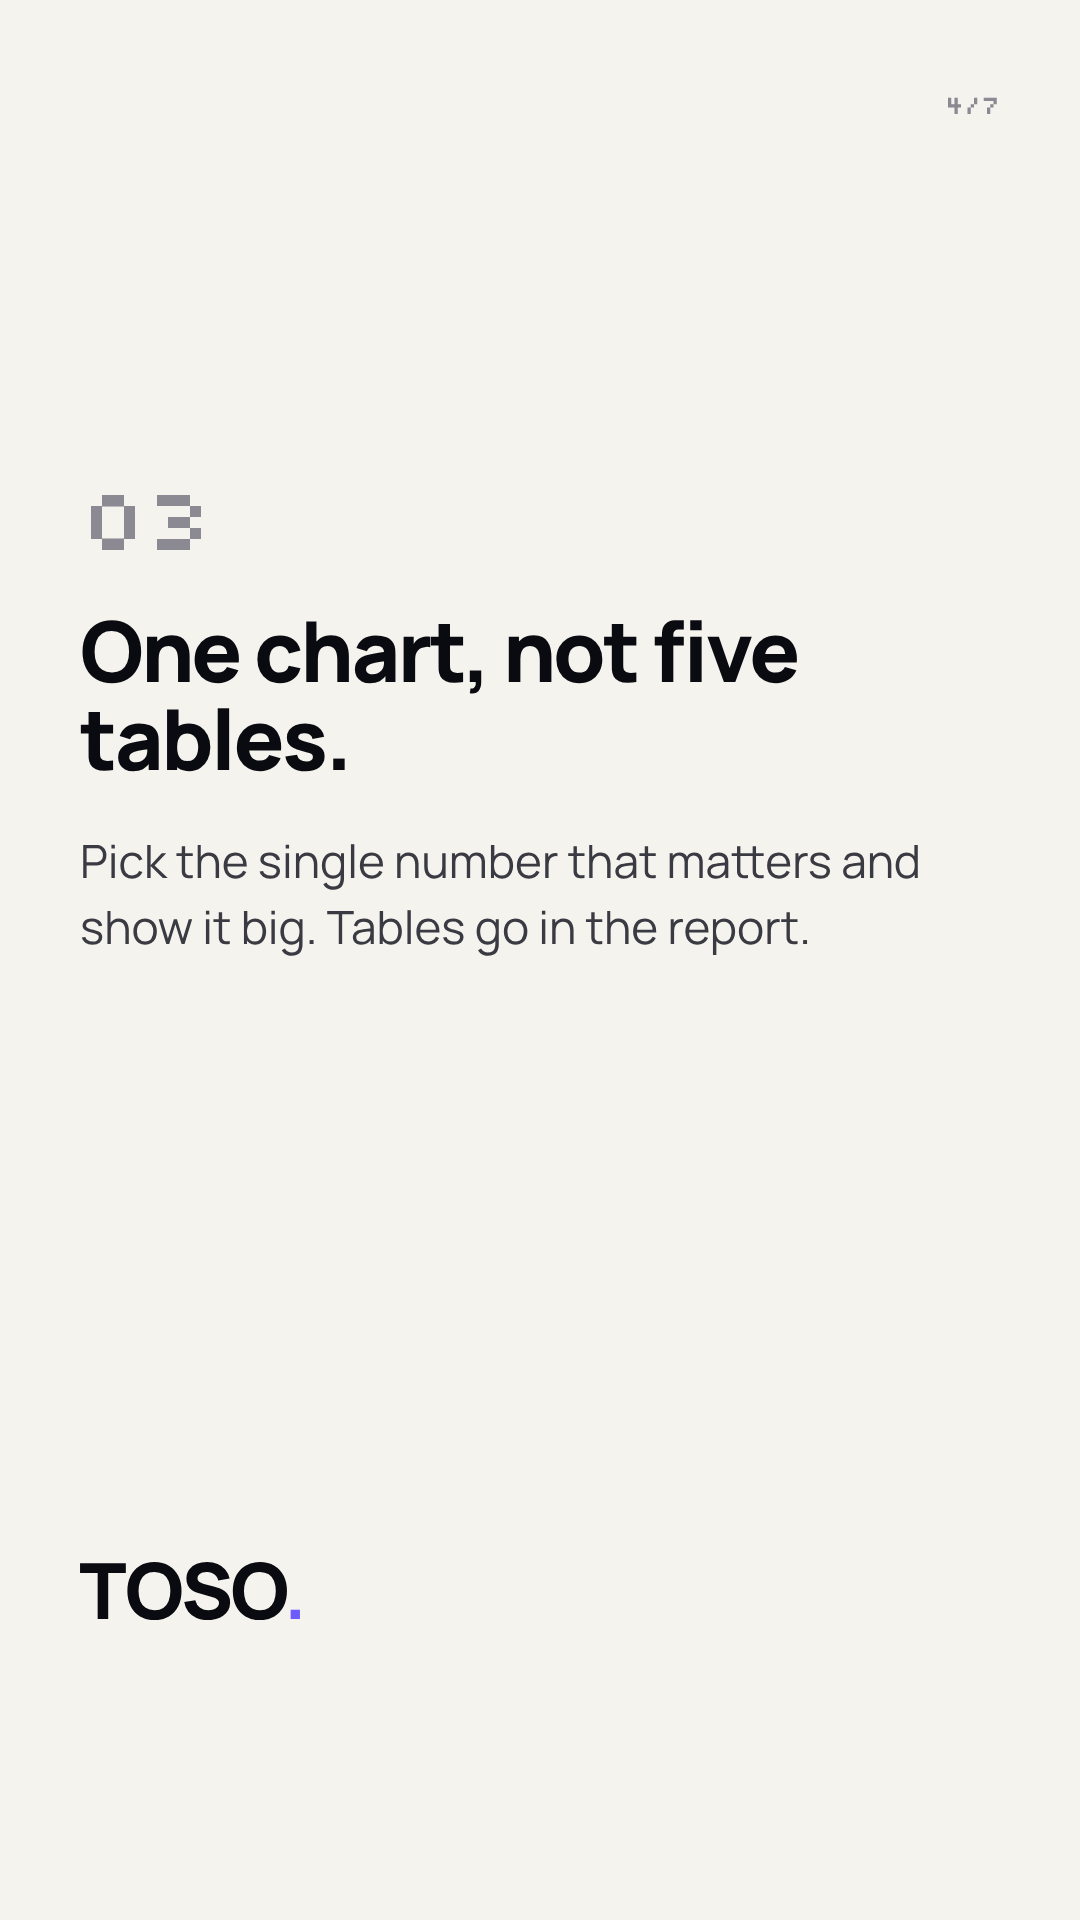 4/7
03
One chart, not five
tables.
Pick the single number that matters and
show it big. Tables go in the report.
TOSO.